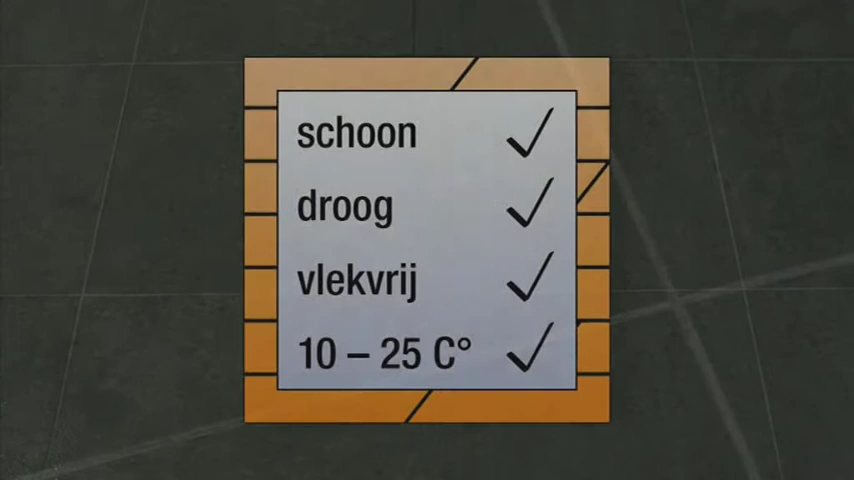 schoon ✓
droog ✓
vlekvrij ✓
10 – 25 C° ✓